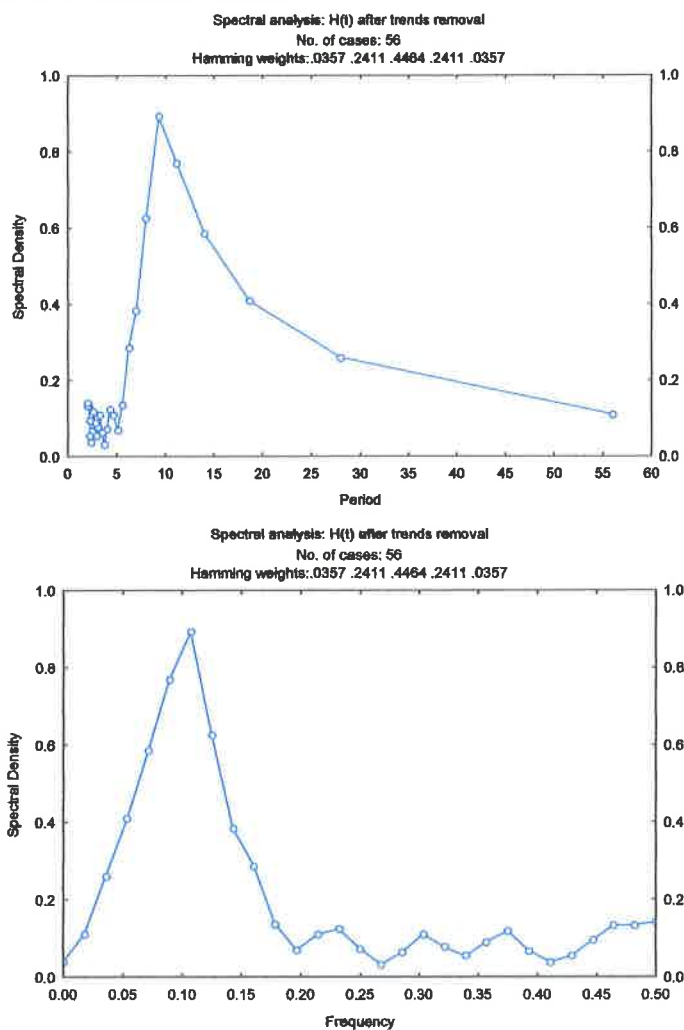 Spectral analysis: H(t) after trends removal
No. of cases: 56
Hamming weights:.0357 .2411 .4464 .2411 .0357
1.0 1.0
0.8 0.8
0.6 0.6
0.4 0.4
0.2 0.2
0.0 0.0
Spectral Density
0 5 10 15 20 25 30 35 40 45 50 55 60
Period
Spectral analysis: H(t) after trends removal
No. of cases: 56
Hamming weights:.0357 .2411 .4464 .2411 .0357
1.0 1.0
0.8 0.8
0.6 0.6
0.4 0.4
0.2 0.2
0.0 0.0
Spectral Density
0.00 0.05 0.10 0.15 0.20 0.25 0.30 0.35 0.40 0.45 0.50
Frequency